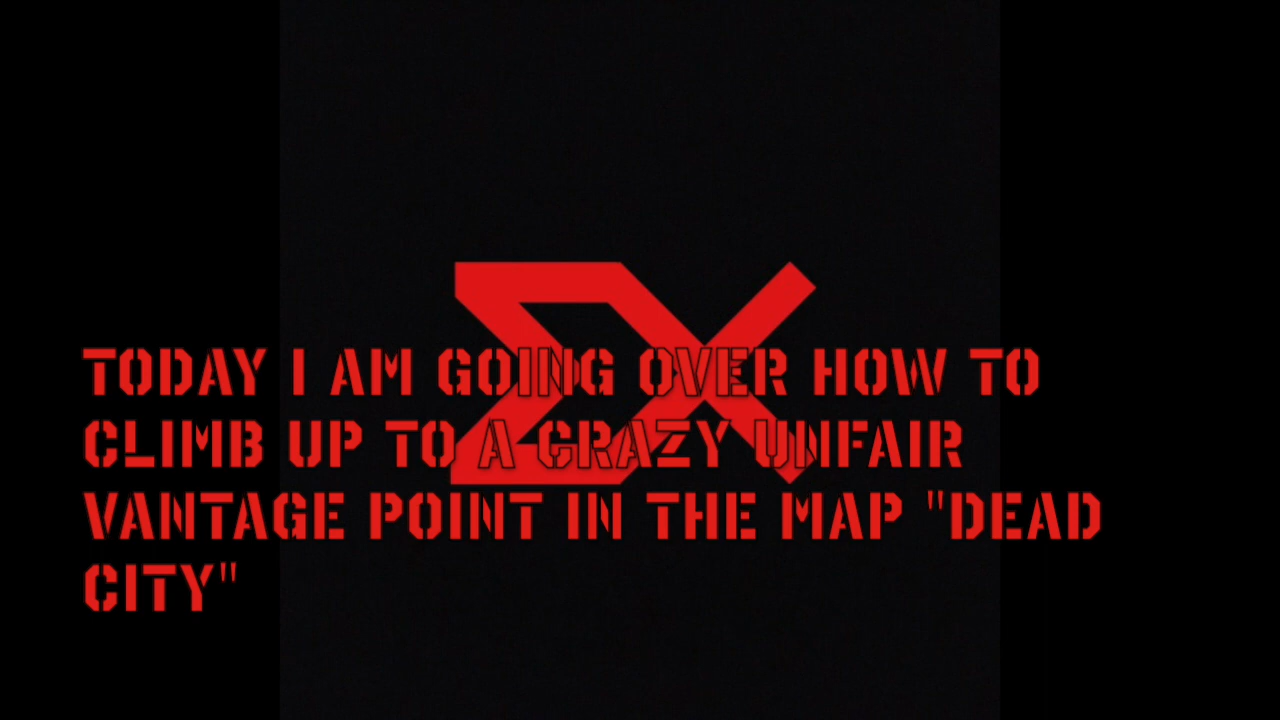 TODAY I AM GOING OVER HOW TO
CLIMB UP TO A CRAZY UNFAIR
VANTAGE POINT IN THE MAP "DEAD
CITY"